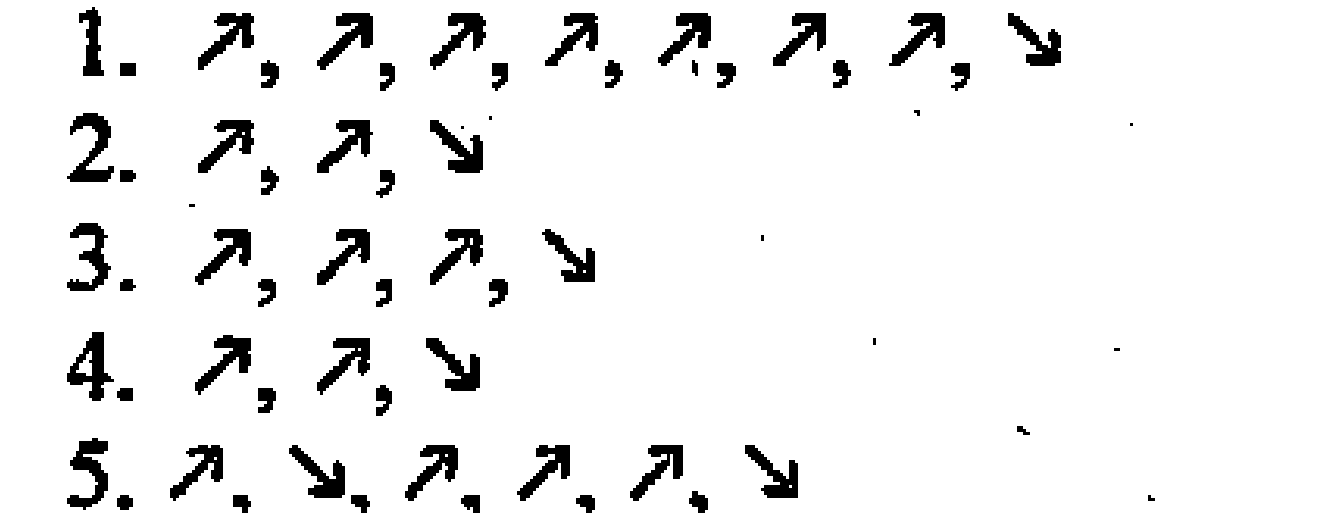 1. ↗, ↗, ↗, ↗, ↗, ↗, ↗, ↘
2. ↗, ↗, ↘
3. ↗, ↗, ↗, ↘
4. ↗, ↗, ↘
5. ↗, ↘, ↗, ↗, ↗, ↘